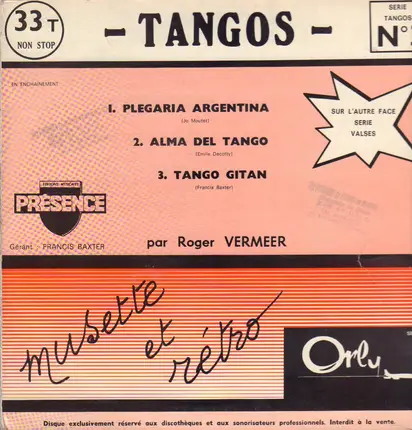 33T
NON STOP
- TANGOS -
SERIE
TANGOS
N°
EN ENCHAINEMENT
1. PLEGARIA ARGENTINA
(Jo Moutet)
2. ALMA DEL TANGO
(Emile Decotty)
3. TANGO GITAN
(Francis Baxter)
SUR L'AUTRE FACE
SERIE
VALSES
PRÉSENCE
Gérant : FRANCIS BAXTER
par Roger VERMEER
musette
et
rétro
Orly
Disque exclusivement réservé aux discothèques et aux sonorisateurs professionnels. Interdit à la vente.